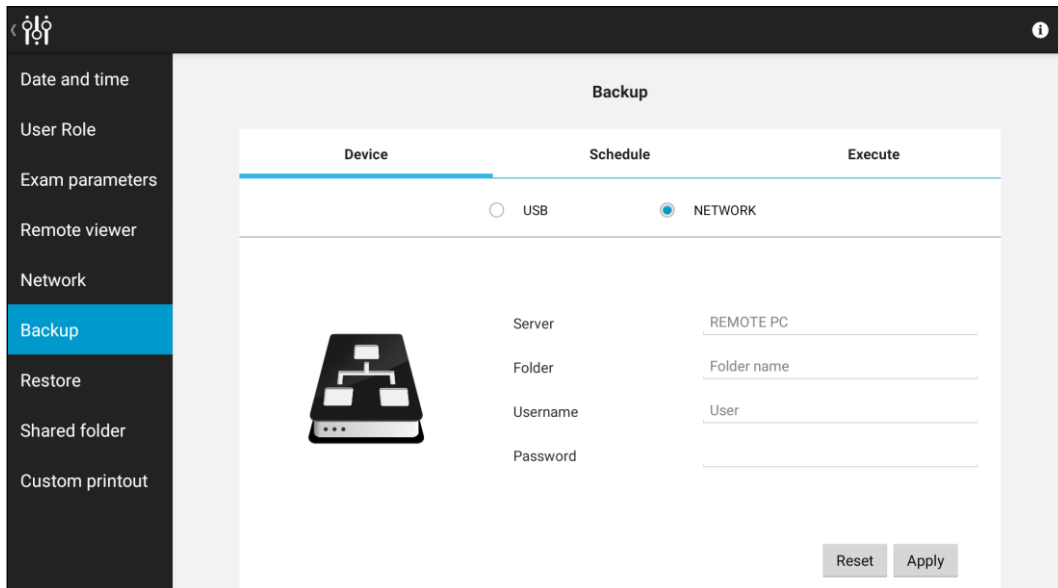 Date and time
User Role
Exam parameters
Remote viewer
Network
Backup
Restore
Shared folder
Custom printout
Backup
Device Schedule Execute
USB NETWORK
Server REMOTE PC
Folder Folder name
Username User
Password
Reset Apply